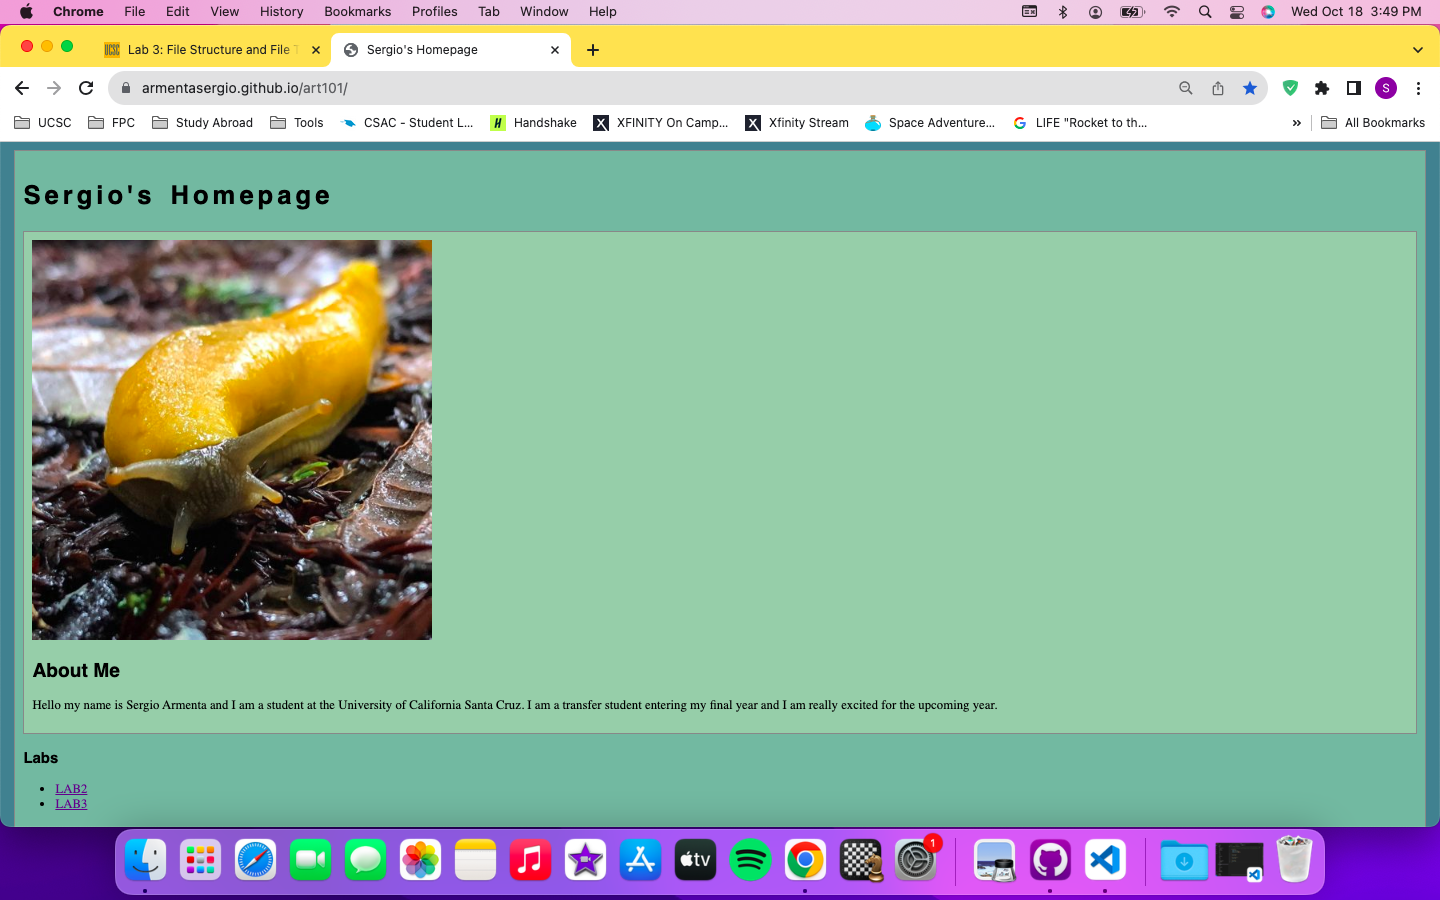 Chrome File Edit View History Bookmarks Profiles Tab Window Help Wed Oct 18 3:49 PM
UCSC Lab 3: File Structure and File Sergio's Homepage
armentasergio.github.io/art101/ S
UCSC FPC Study Abroad Tools CSAC - Student L... H Handshake X XFINITY On Camp... X Xfinity Stream Space Adventure... G LIFE "Rocket to th... » All Bookmarks
Sergio's Homepage
About Me
Hello my name is Sergio Armenta and I am a student at the University of California Santa Cruz. I am a transfer student entering my final year and I am really excited for the upcoming year.
Labs
• LAB2
• LAB3
tv 1